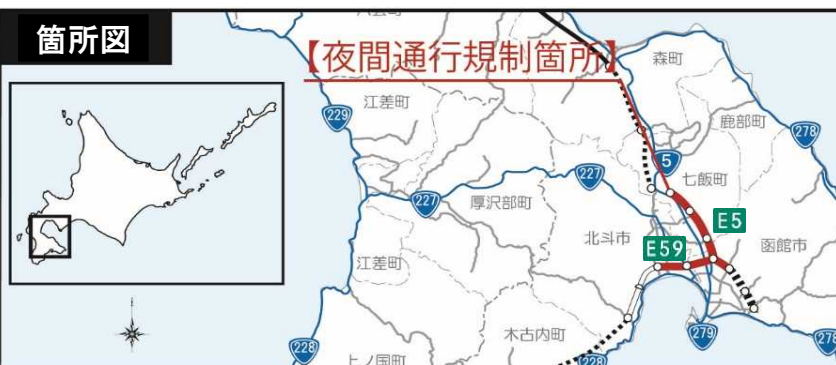 箇所図
【夜間通行規制箇所】
森町
江差町
229
鹿部町
278
5
227
七飯町
227
厚沢部町
北斗市
E5
E59
函館市
江差町
木古内町
279
278
228
上ノ国町
228